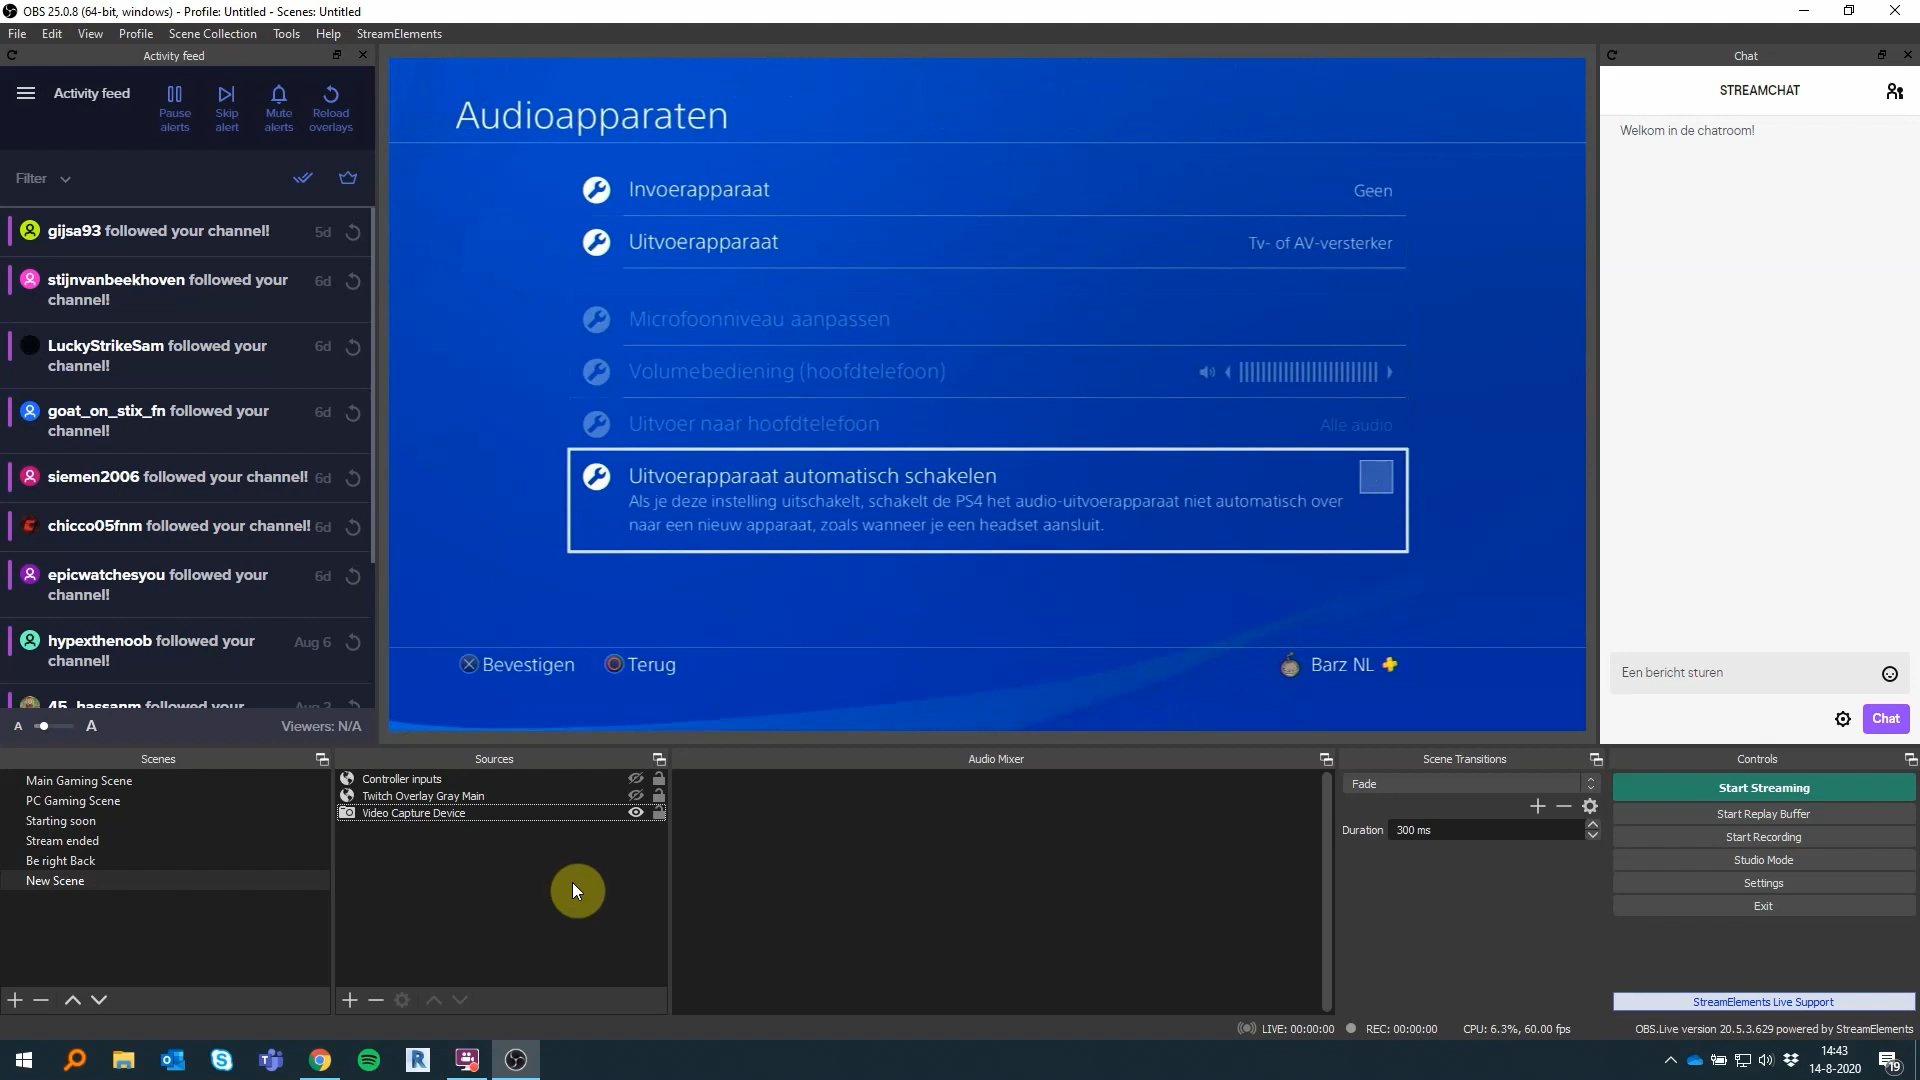 OBS 25.0.8 (64-bit, windows) - Profile: Untitled - Scenes: Untitled
File Edit View Profile Scene Collection Tools Help StreamElements
Activity feed
Activity feed
Pause alerts
Skip alert
Mute alerts
Reload overlays
Filter
gijsa93 followed your channel! 5d
stijnvanbeekhoven followed your 6d
channel!
LuckyStrikeSam followed your 6d
channel!
goat_on_stix_fn followed your 6d
channel!
siemen2006 followed your channel! 6d
chicco05fnm followed your channel! 6d
epicwatchesyou followed your 6d
channel!
hypexthenoob followed your Aug 6
channel!
45_hassanm followed your Aug 2
A A Viewers: N/A
Audioapparaten
Invoerapparaat Geen
Uitvoerapparaat Tv- of AV-versterker
Microfoonniveau aanpassen
Volumebediening (hoofdtelefoon)
Uitvoer naar hoofdtelefoon Alle audio
Uitvoerapparaat automatisch schakelen
Als je deze instelling uitschakelt, schakelt de PS4 het audio-uitvoerapparaat niet automatisch over
naar een nieuw apparaat, zoals wanneer je een headset aansluit.
Bevestigen Terug Barz NL
Chat
STREAMCHAT
Welkom in de chatroom!
Een bericht sturen
Chat
Scenes
Main Gaming Scene
PC Gaming Scene
Starting soon
Stream ended
Be right Back
New Scene
Sources
Controller inputs
Twitch Overlay Gray Main
Video Capture Device
Audio Mixer
Scene Transitions
Fade
Duration 300 ms
Controls
Start Streaming
Start Replay Buffer
Start Recording
Studio Mode
Settings
Exit
StreamElements Live Support
LIVE: 00:00:00 REC: 00:00:00 CPU: 6.3%, 60.00 fps OBS.Live version 20.5.3.629 powered by StreamElements
14:43
14-8-2020
19